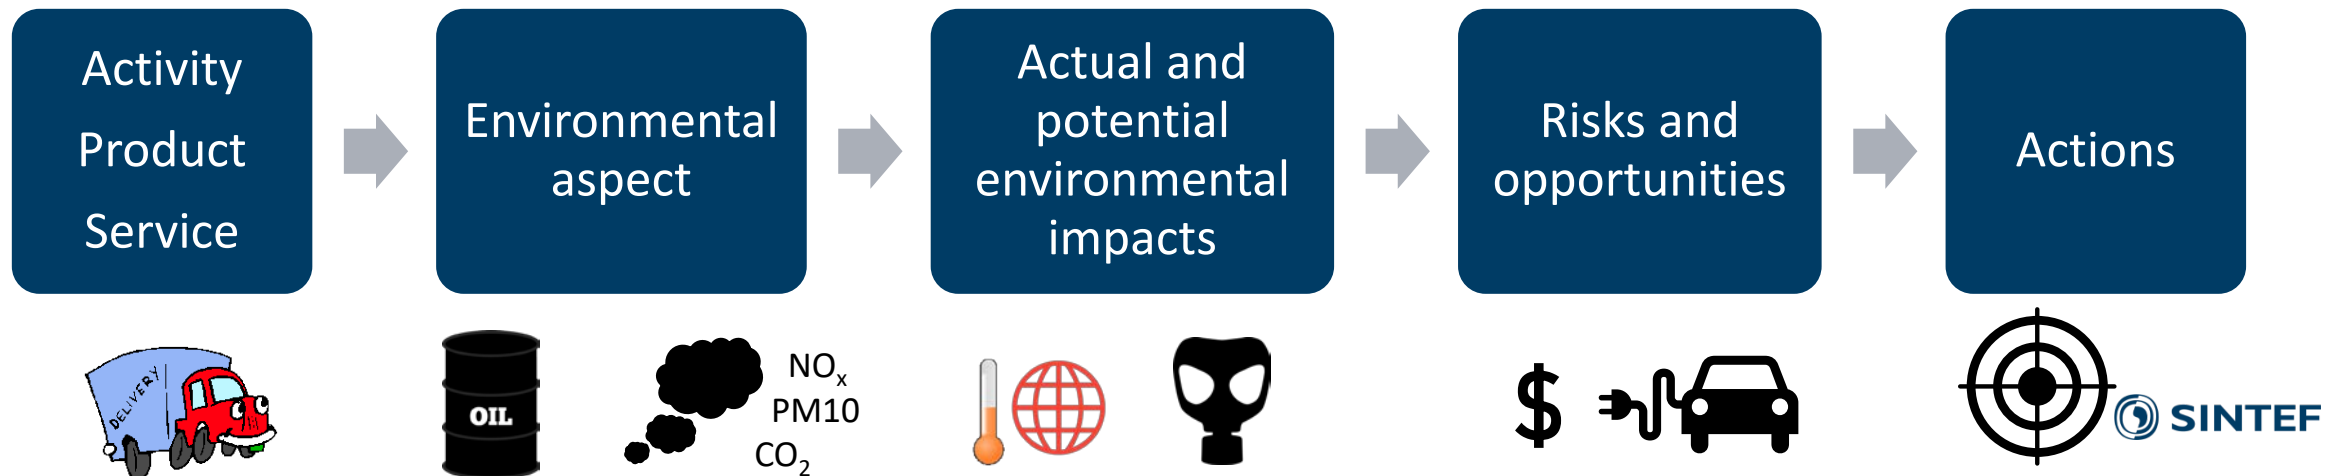 Activity
Product
Service
Environmental
aspect
Actual and
potential
environmental
impacts
Risks and
opportunities
Actions
DELIVERY
OIL
NOₓ
PM10
CO₂
$
SINTEF